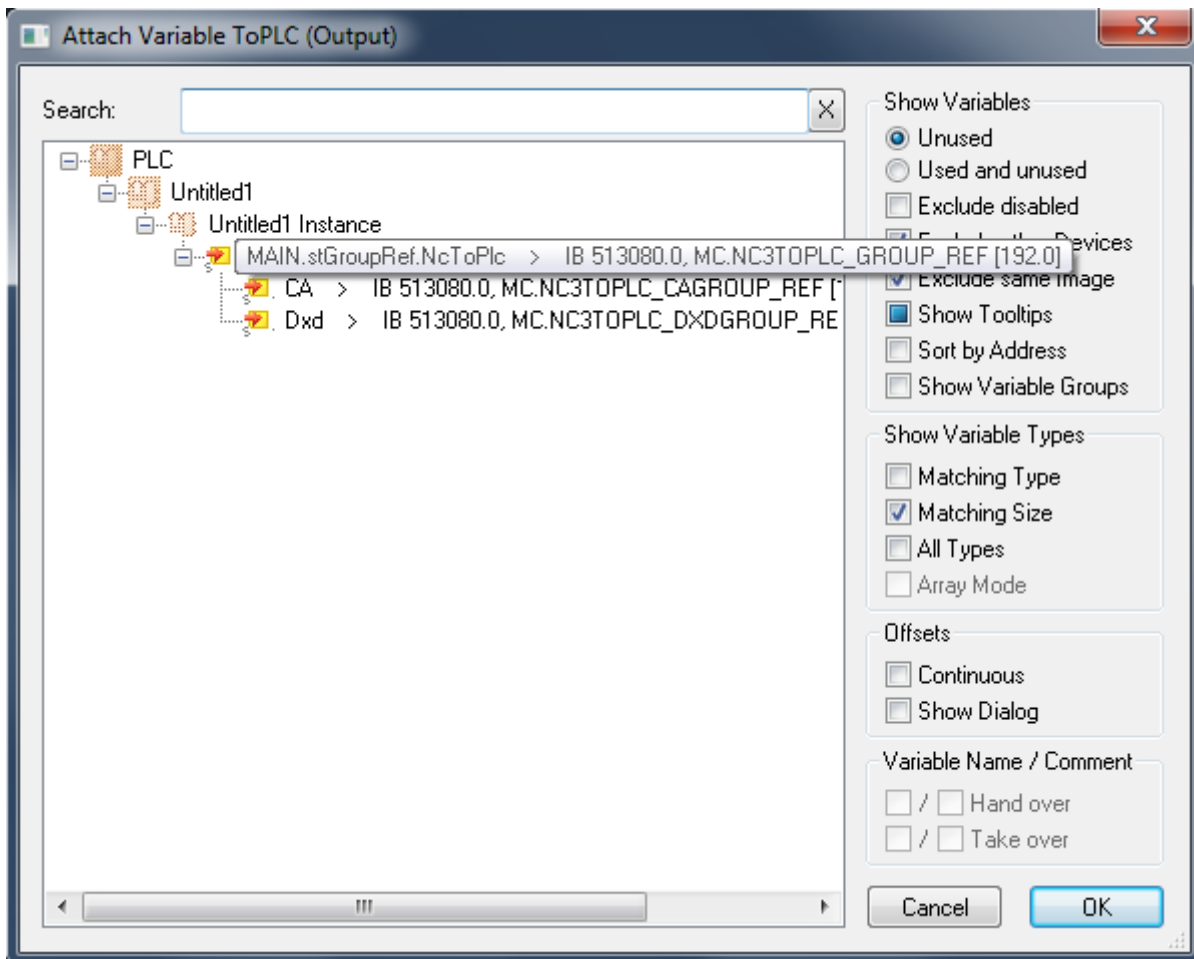 Attach Variable ToPLC (Output)
Search:
PLC
Untitled1
Untitled1 Instance
MAIN.stGroupRef.NcToPlc > IB 513080.0, MC.NC3TOPLC_GROUP_REF [192.0]
CA > IB 513080.0, MC.NC3TOPLC_CAGROUP_REF [
Dxd > IB 513080.0, MC.NC3TOPLC_DXDGROUP_RE
Show Variables
Unused
Used and unused
Exclude disabled
Devices
Exclude same Image
Show Tooltips
Sort by Address
Show Variable Groups
Show Variable Types
Matching Type
Matching Size
All Types
Array Mode
Offsets
Continuous
Show Dialog
Variable Name / Comment
/ Hand over
/ Take over
Cancel
OK